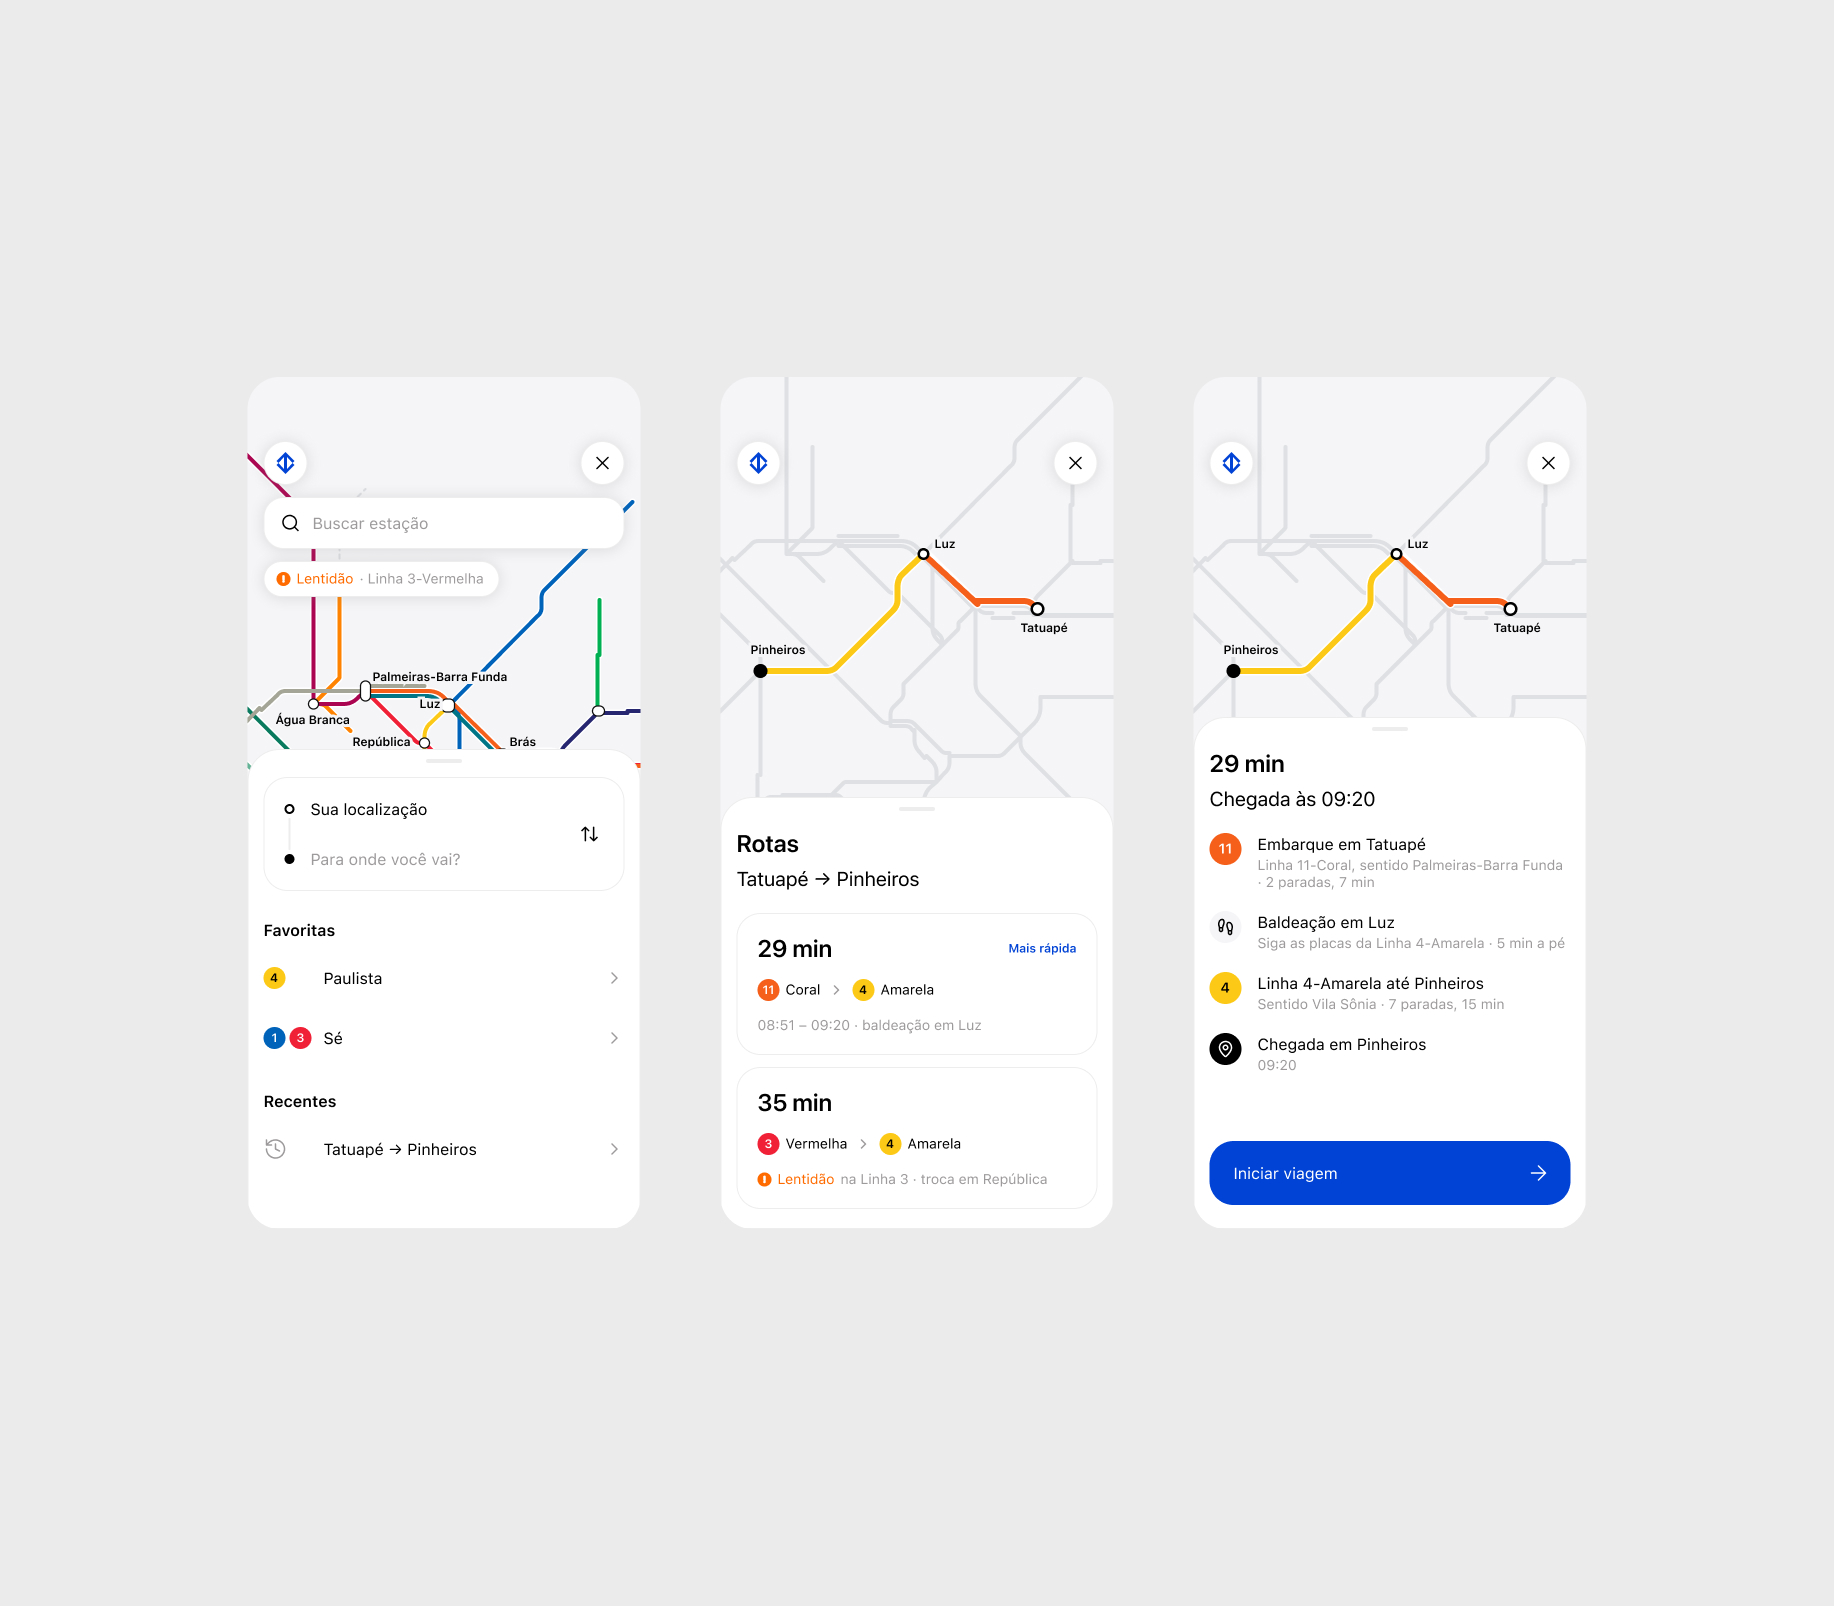 Buscar estação
Lentidão · Linha 3-Vermelha
Palmeiras-Barra Funda
Luz
Água Branca
República
Brás
Sua localização
Para onde você vai?
Favoritas
4 Paulista
1 3 Sé
Recentes
Tatuapé → Pinheiros
Luz
Tatuapé
Pinheiros
Rotas
Tatuapé → Pinheiros
29 min
Mais rápida
11 Coral > 4 Amarela
08:51 – 09:20 · baldeação em Luz
35 min
3 Vermelha > 4 Amarela
Lentidão na Linha 3 · troca em República
Luz
Tatuapé
Pinheiros
29 min
Chegada às 09:20
11 Embarque em Tatuapé
Linha 11-Coral, sentido Palmeiras-Barra Funda
· 2 paradas, 7 min
Baldeação em Luz
Siga as placas da Linha 4-Amarela · 5 min a pé
4 Linha 4-Amarela até Pinheiros
Sentido Vila Sônia · 7 paradas, 15 min
Chegada em Pinheiros
09:20
Iniciar viagem →